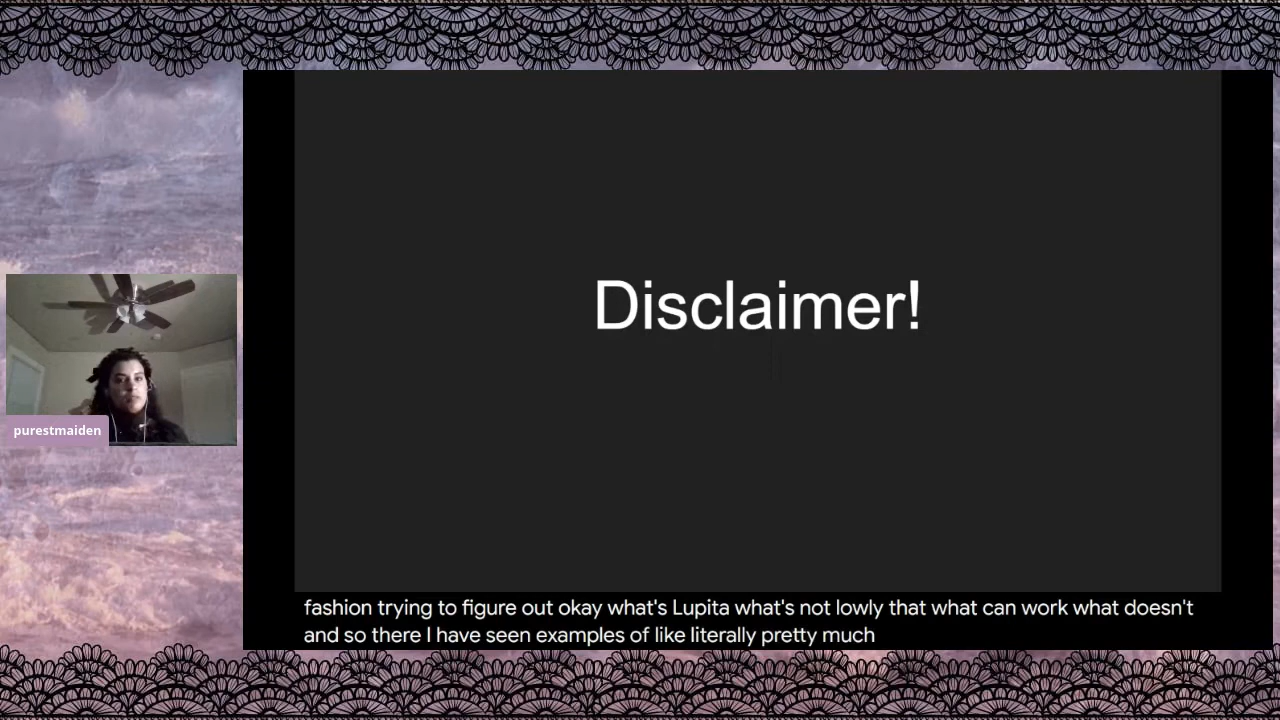 Disclaimer!
purestmaiden
fashion trying to figure out okay what's Lupita what's not lowly that what can work what doesn't
and so there I have seen examples of like literally pretty much